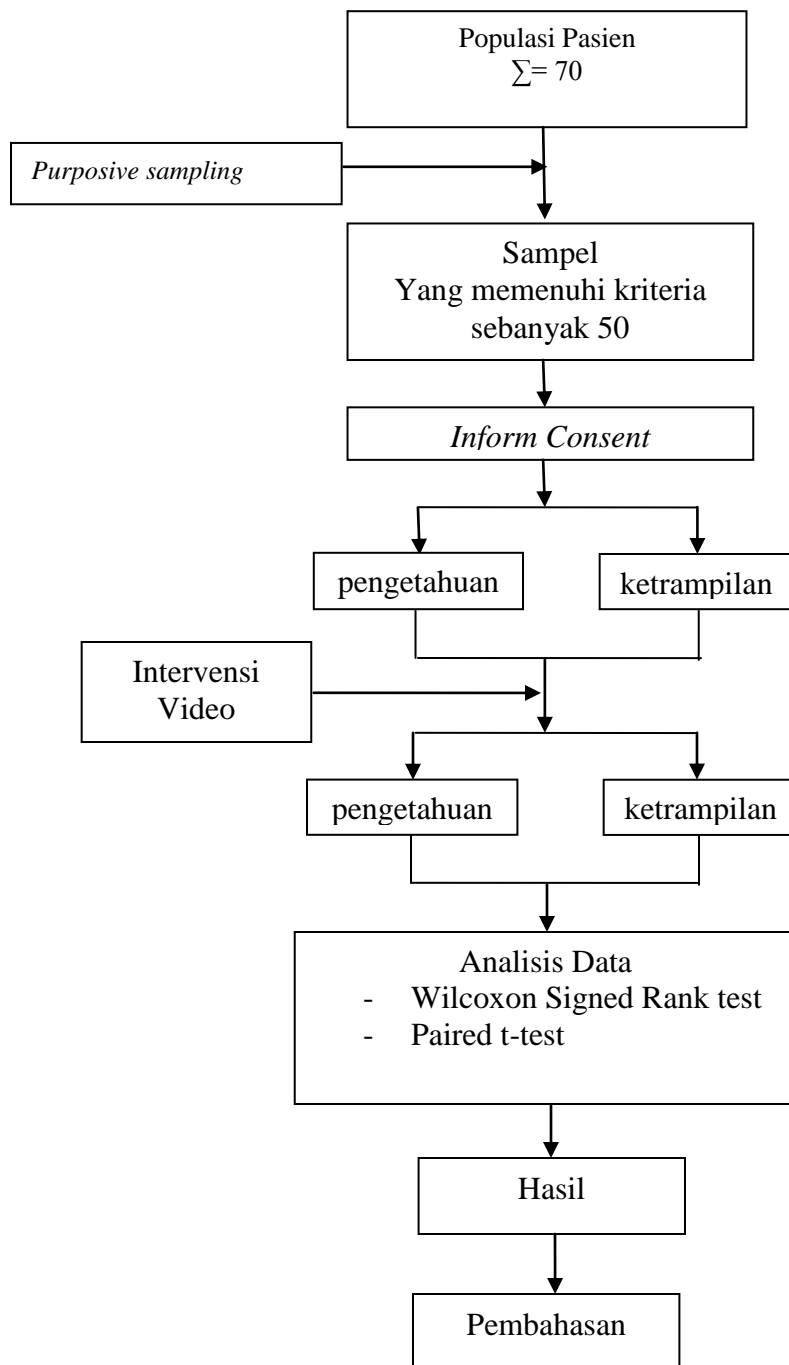 Populasi Pasien
∑= 70
Purposive sampling
Sampel
Yang memenuhi kriteria
sebanyak 50
Inform Consent
pengetahuan
ketrampilan
Intervensi
Video
pengetahuan
ketrampilan
Analisis Data
- Wilcoxon Signed Rank test
- Paired t-test
Hasil
Pembahasan